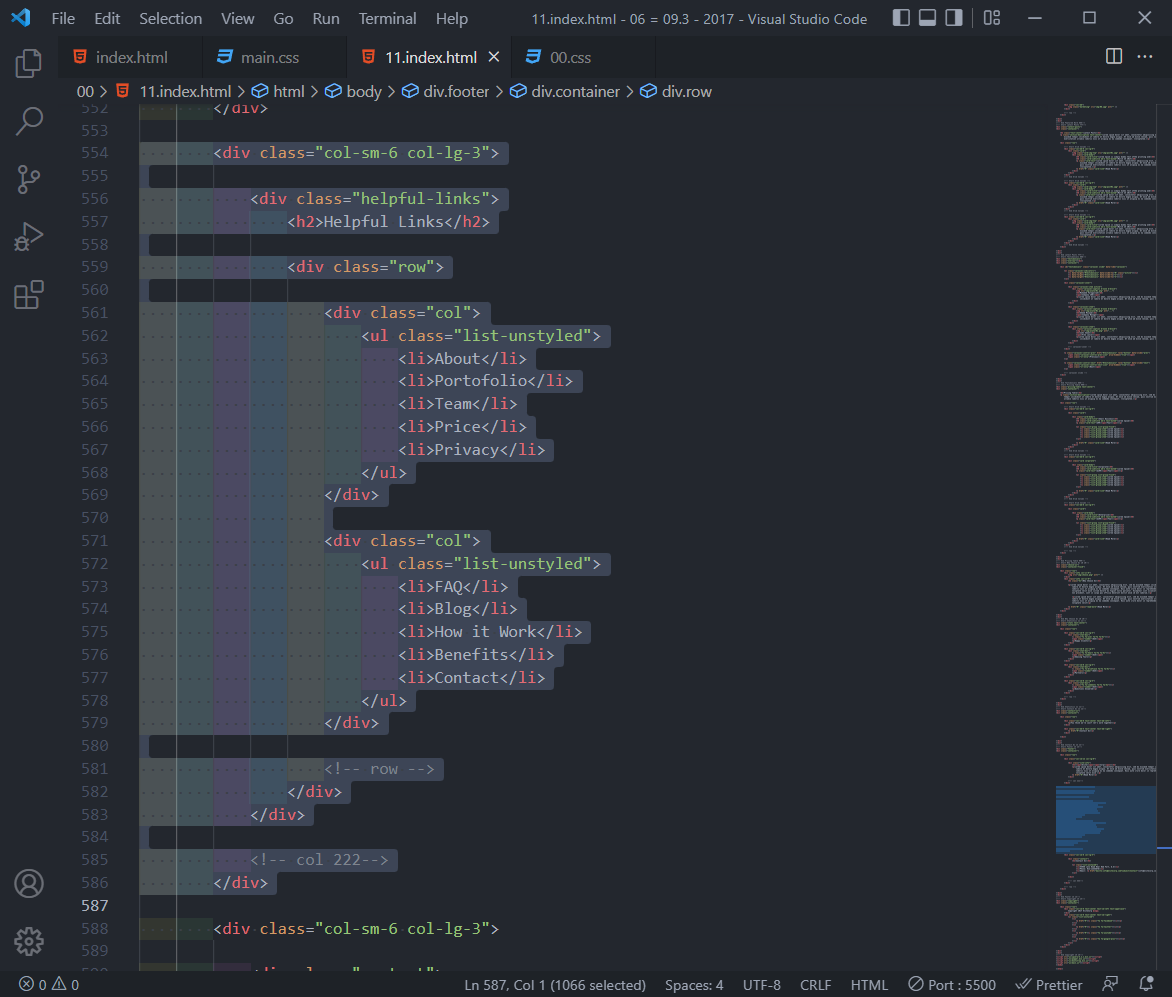 File Edit Selection View Go Run Terminal Help 11.index.html - 06 = 09.3 - 2017 - Visual Studio Code
index.html main.css 11.index.html 00.css
00 > 11.index.html > html > body > div.footer > div.container > div.row
552 </div>
553
554 <div class="col-sm-6 col-lg-3">
555
556 <div class="helpful-links">
557 <h2>Helpful Links</h2>
558
559 <div class="row">
560
561 <div class="col">
562 <ul class="list-unstyled">
563 <li>About</li>
564 <li>Portofolio</li>
565 <li>Team</li>
566 <li>Price</li>
567 <li>Privacy</li>
568 </ul>
569 </div>
570
571 <div class="col">
572 <ul class="list-unstyled">
573 <li>FAQ</li>
574 <li>Blog</li>
575 <li>How it Work</li>
576 <li>Benefits</li>
577 <li>Contact</li>
578 </ul>
579 </div>
580
581 <!-- row -->
582 </div>
583 </div>
584
585 <!-- col 222-->
586 </div>
587
588 <div class="col-sm-6 col-lg-3">
589
0 0 Ln 587, Col 1 (1066 selected) Spaces: 4 UTF-8 CRLF HTML Port : 5500 Prettier